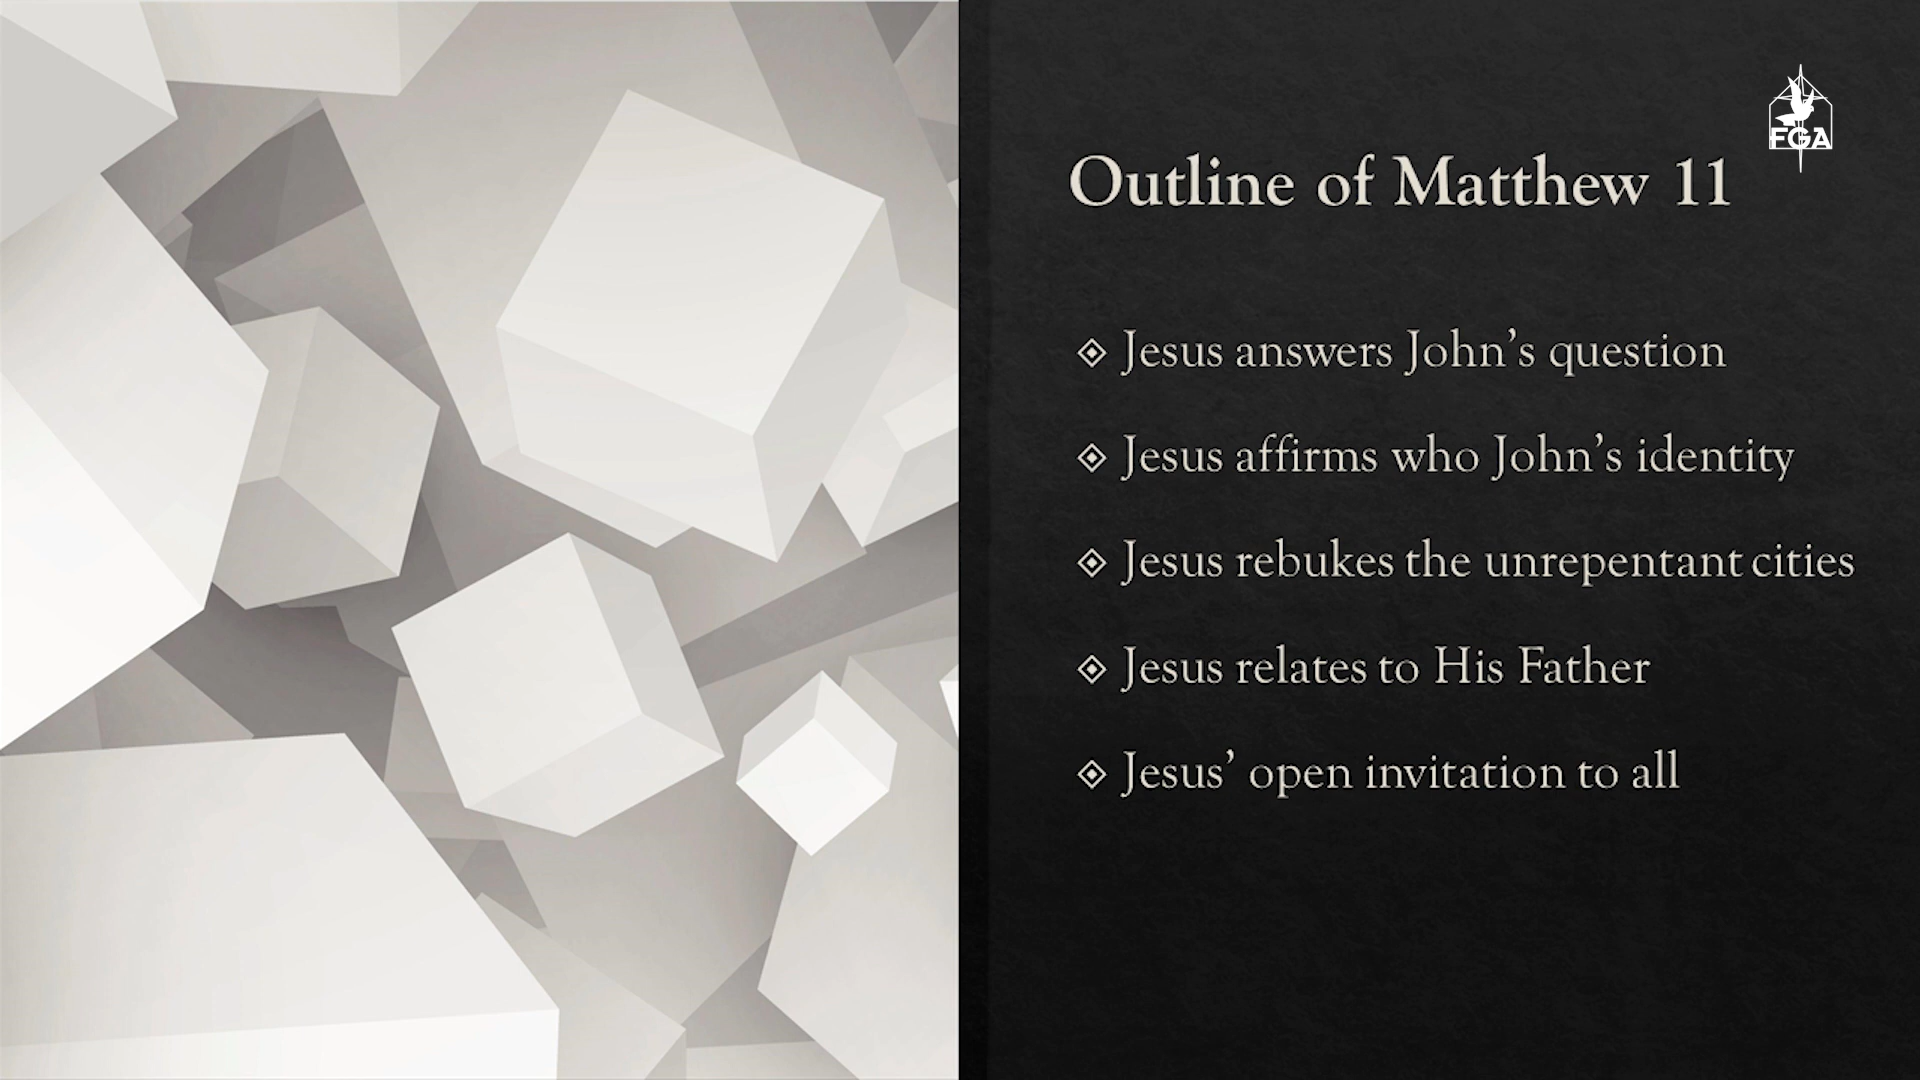 FGA
Outline of Matthew 11
Jesus answers John’s question
Jesus affirms who John’s identity
Jesus rebukes the unrepentant cities
Jesus relates to His Father
Jesus’ open invitation to all